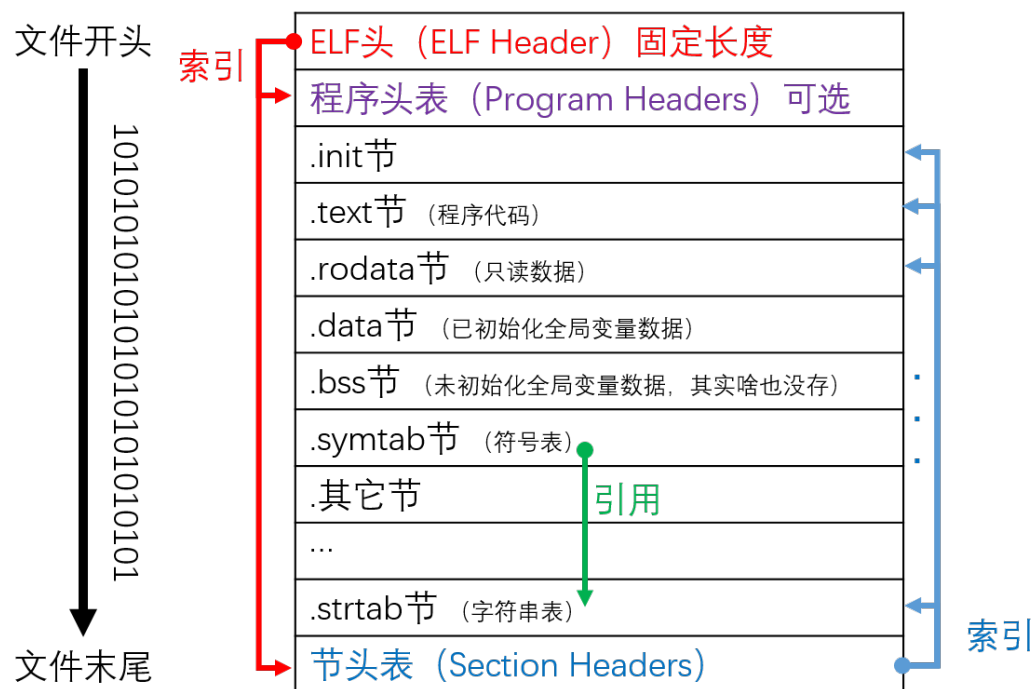 文件开头
索引
ELF头（ELF Header）固定长度
程序头表（Program Headers）可选
.init节
.text节 （程序代码）
.rodata节 （只读数据）
.data节 （已初始化全局变量数据）
.bss节 （未初始化全局变量数据，其实啥也没存）
.symtab节 （符号表）
.其它节
引用
...
.strtab节 （字符串表）
节头表（Section Headers）
索引
文件末尾